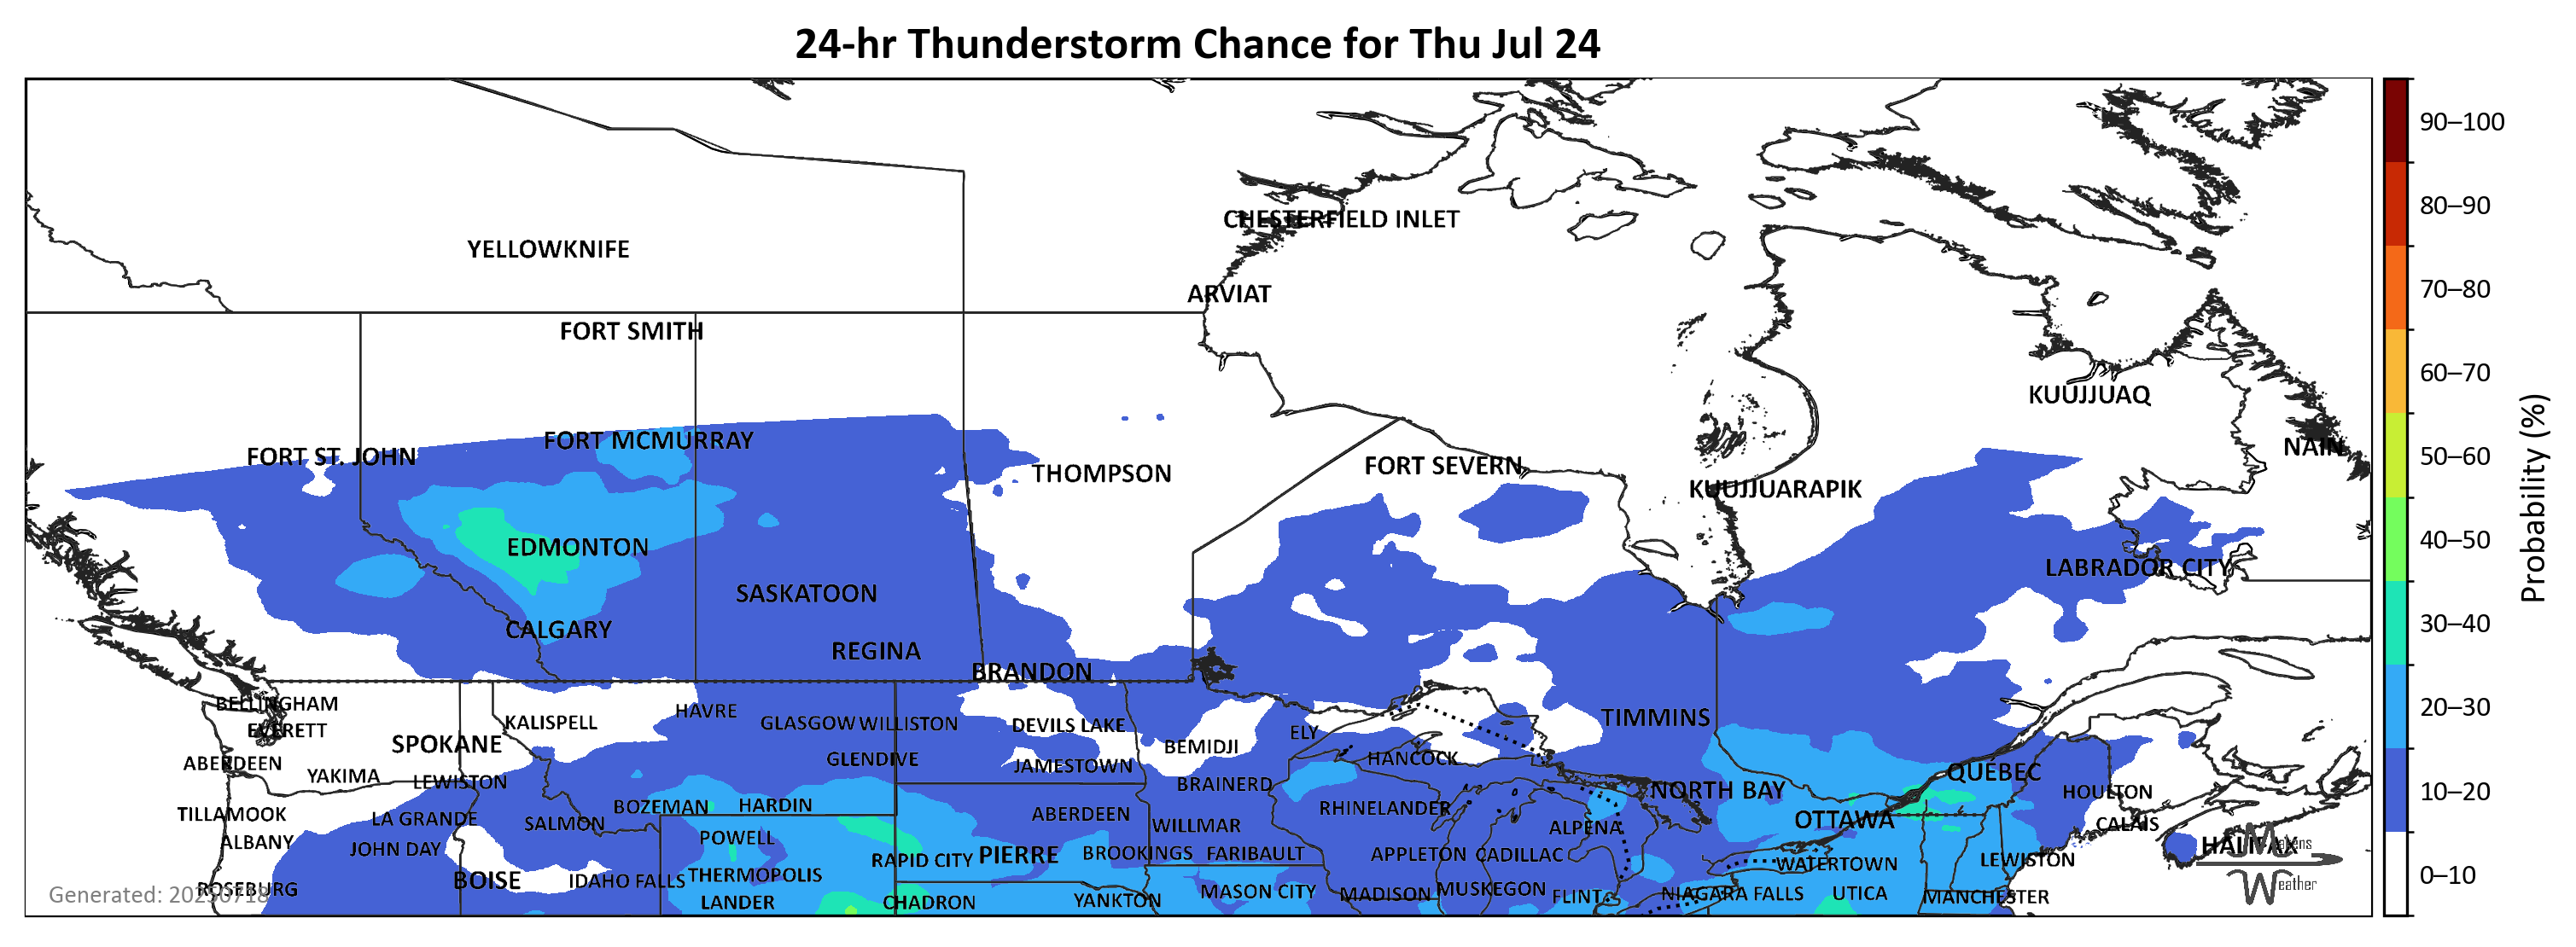 24-hr Thunderstorm Chance for Thu Jul 24
90–100
80–90
CHESTERFIELD INLET
YELLOWKNIFE
70–80
ARVIAT
FORT SMITH
60–70
KUUJJUAQ
50–60
FORT MCMURRAY
NAIN
FORT ST. JOHN
FORT SEVERN
THOMPSON
KUUJJUARAPIK
Probability (%)
40–50
EDMONTON
LABRADOR CITY
SASKATOON
30–40
CALGARY
REGINA
BRANDON
BELLINGHAM
20–30
HAVRE
KALISPELL
GLASGOW
WILLISTON
DEVILS LAKE
TIMMINS
EVERETT
ELY
SPOKANE
BEMIDJI
GLENDIVE
HANCOCK
ABERDEEN
JAMESTOWN
QUEBEC
YAKIMA
LEWISTON
BRAINERD
NORTH BAY
HOULTON
10–20
BOZEMAN
HARDIN
RHINELANDER
TILLAMOOK
LA GRANDE
ABERDEEN
OTTAWA
SALMON
WILLMAR
ALPENA
CALAIS
ALBANY
POWELL
JOHN DAY
RAPID CITY
PIERRE
BROOKINGS
FARIBAULT
APPLETON
CADILLAC
HALIFAX
Makens
Weather
LEWISTON
WATERTOWN
THERMOPOLIS
BOISE
IDAHO FALLS
0–10
ROSEBURG
MASON CITY
MADISON
MUSKEGON
NIAGARA FALLS
UTICA
Generated: 20250718
LANDER
CHADRON
YANKTON
FLINT
MANCHESTER